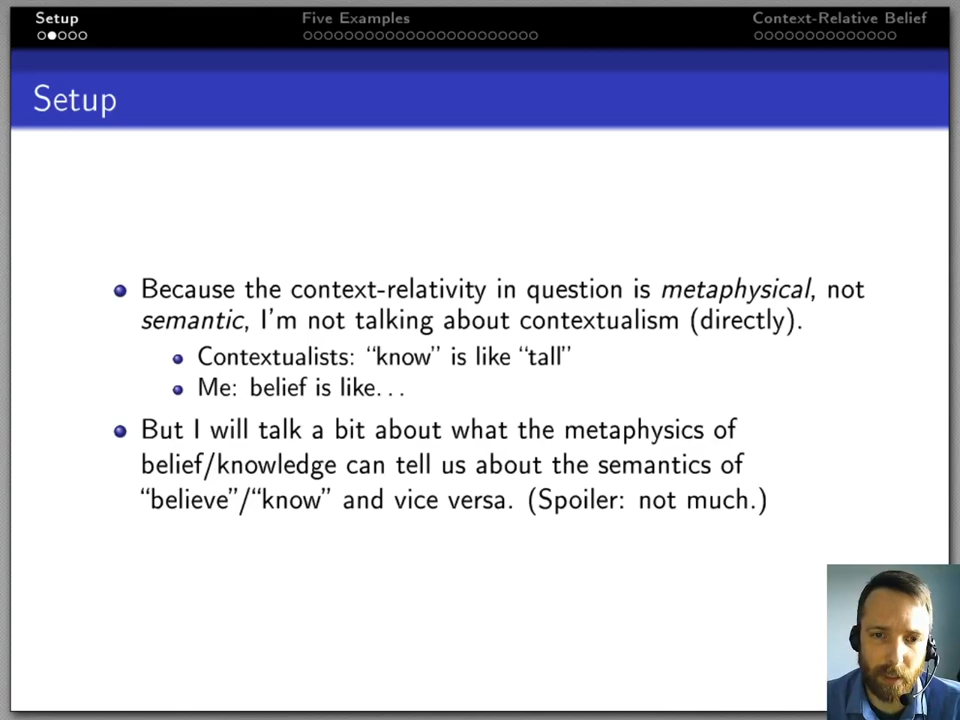 Setup
Five Examples
Context-Relative Belief
Setup
Because the context-relativity in question is metaphysical, not
semantic, I'm not talking about contextualism (directly).
Contextualists: “know” is like “tall”
Me: belief is like...
But I will talk a bit about what the metaphysics of
belief/knowledge can tell us about the semantics of
“believe”/“know” and vice versa. (Spoiler: not much.)